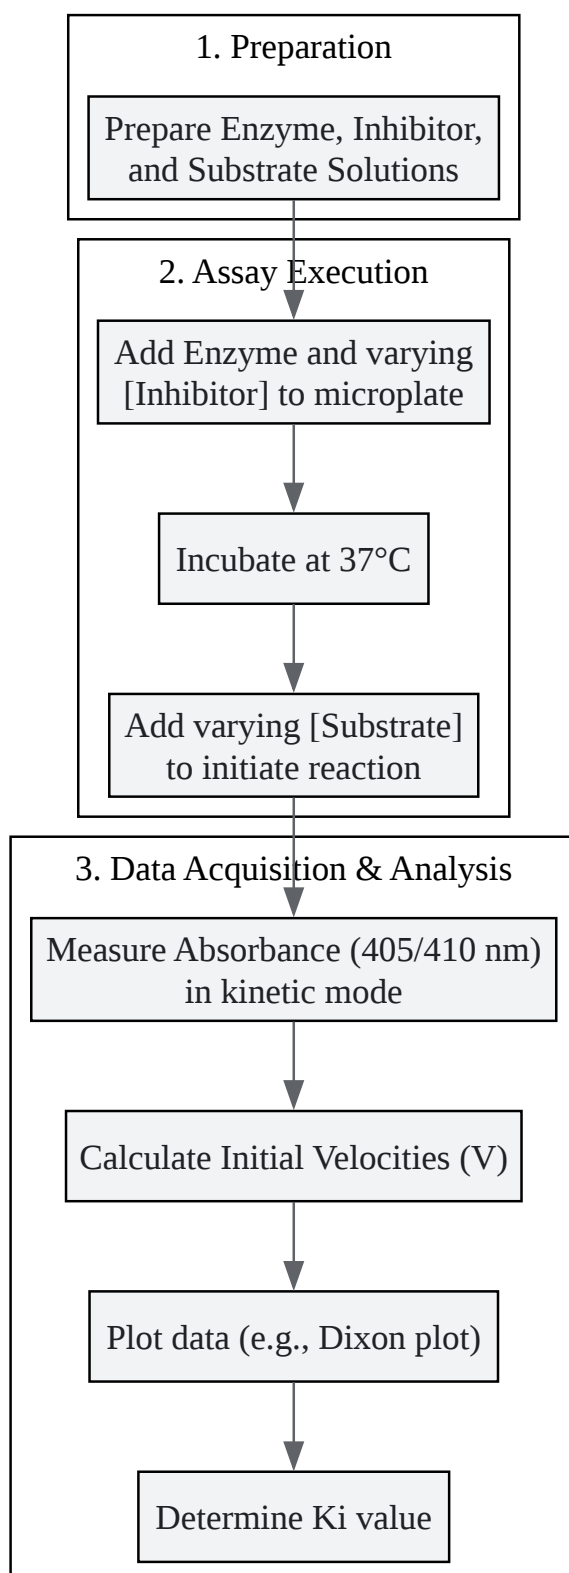 1. Preparation
Prepare Enzyme, Inhibitor,
and Substrate Solutions
2. Assay Execution
Add Enzyme and varying
[Inhibitor] to microplate
Incubate at 37°C
Add varying [Substrate]
to initiate reaction
3. Data Acquisition & Analysis
Measure Absorbance (405/410 nm)
in kinetic mode
Calculate Initial Velocities (V)
Plot data (e.g., Dixon plot)
Determine Ki value